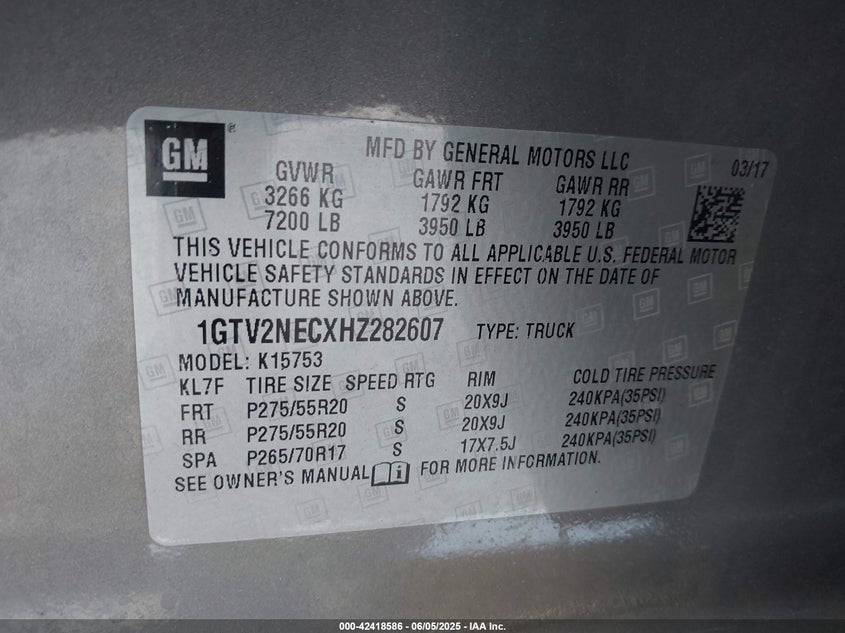 GM ®
MFD BY GENERAL MOTORS LLC 03/17
GVWR GAWR FRT GAWR RR
3266 KG 1792 KG 1792 KG
7200 LB 3950 LB 3950 LB
THIS VEHICLE CONFORMS TO ALL APPLICABLE U.S. FEDERAL MOTOR
VEHICLE SAFETY STANDARDS IN EFFECT ON THE DATE OF
MANUFACTURE SHOWN ABOVE.
1GTV2NECXHZ282607 TYPE: TRUCK
MODEL: K15753
KL7F TIRE SIZE SPEED RTG RIM COLD TIRE PRESSURE
FRT P275/55R20 S 20X9J 240KPA(35PSI)
RR P275/55R20 S 20X9J 240KPA(35PSI)
SPA P265/70R17 S 17X7.5J 240KPA(35PSI)
SEE OWNER'S MANUAL i FOR MORE INFORMATION.
000-42418586 - 06/05/2025 - IAA Inc.